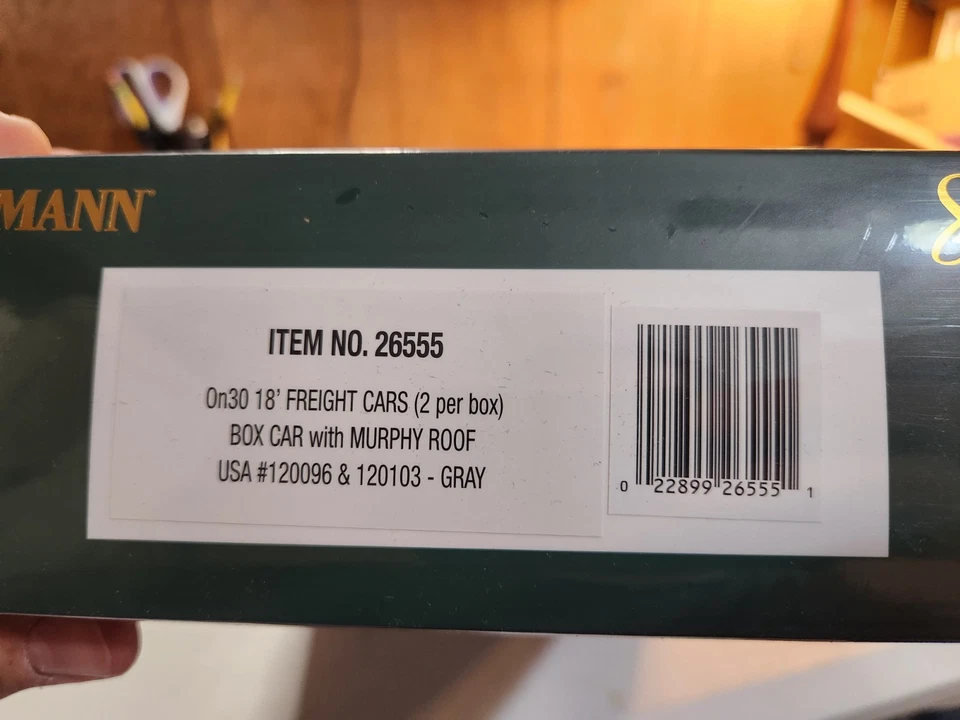 MANN™
ITEM NO. 26555
On30 18' FREIGHT CARS (2 per box)
BOX CAR with MURPHY ROOF
USA #120096 & 120103 - GRAY
0 22899 26555 1